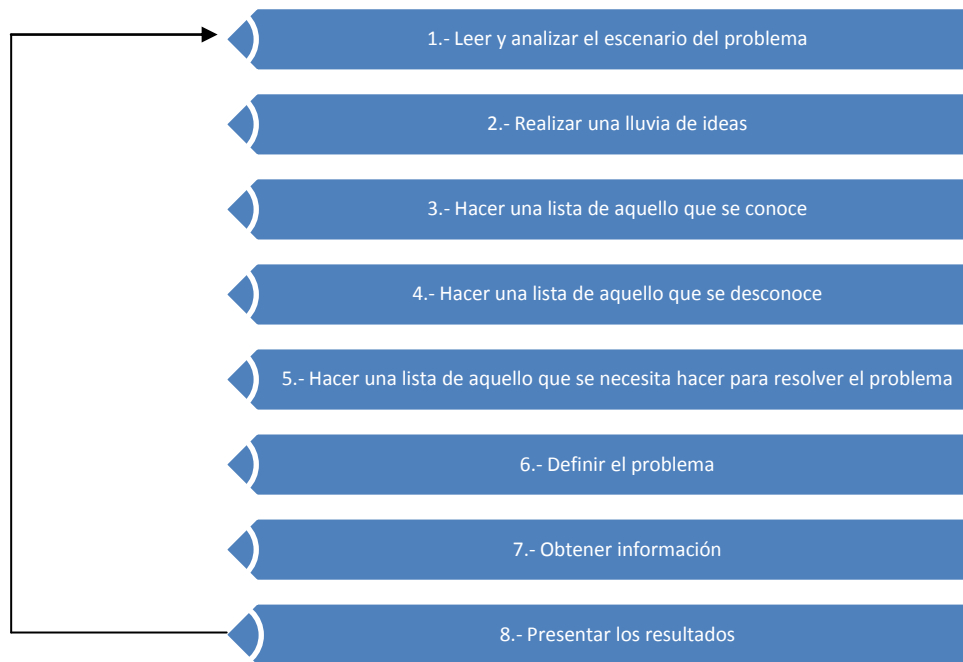 1.- Leer y analizar el escenario del problema
2.- Realizar una lluvia de ideas
3.- Hacer una lista de aquello que se conoce
4.- Hacer una lista de aquello que se desconoce
5.- Hacer una lista de aquello que se necesita hacer para resolver el problema
6.- Definir el problema
7.- Obtener información
8.- Presentar los resultados